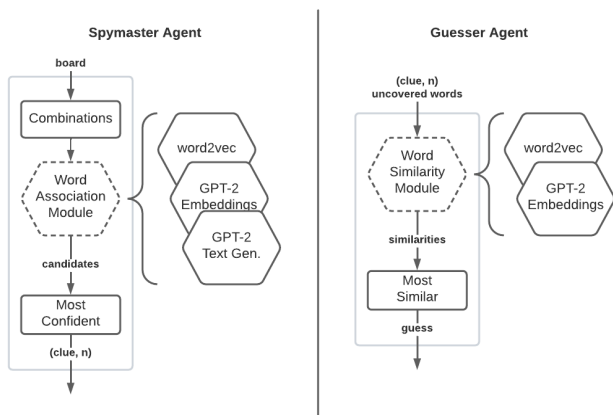 Spymaster Agent
board
Combinations
Word
Association
Module
word2vec
GPT-2
Embeddings
GPT-2
Text Gen.
candidates
Most
Confident
(clue, n)
Guesser Agent
(clue, n)
uncovered words
Word
Similarity
Module
word2vec
GPT-2
Embeddings
similarities
Most
Similar
guess